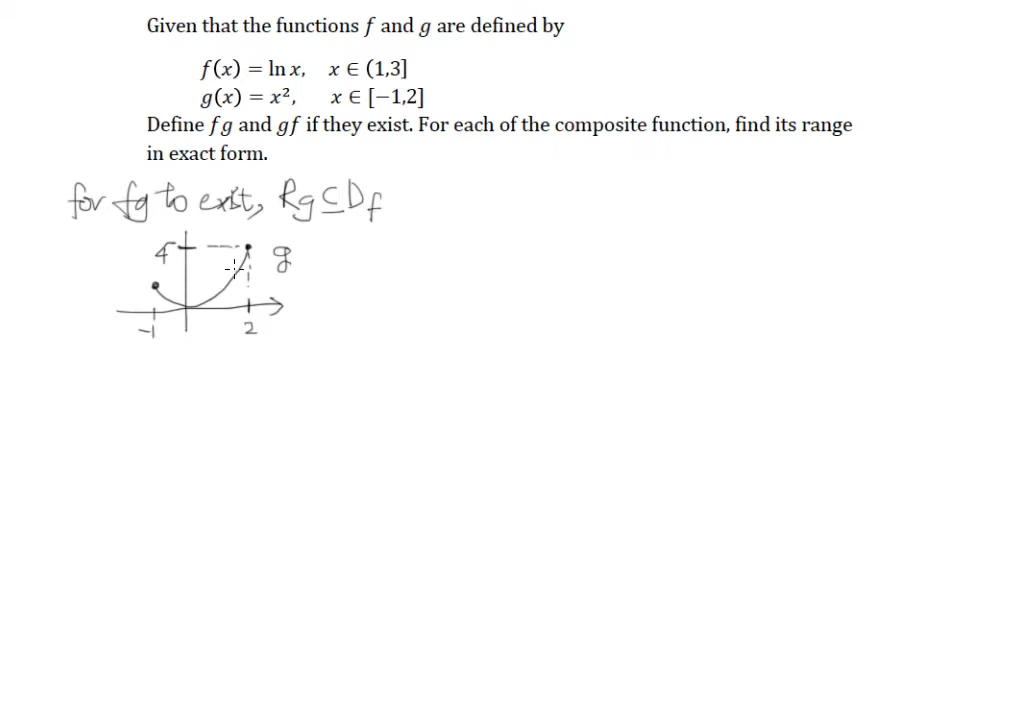 Given that the functions f and g are defined by
f(x) = ln x, x ∈ (1,3]
g(x) = x², x ∈ [−1,2]
Define fg and gf if they exist. For each of the composite function, find its range
in exact form.
for fg to exit, Rg ⊆ Df
4 g
-1 2